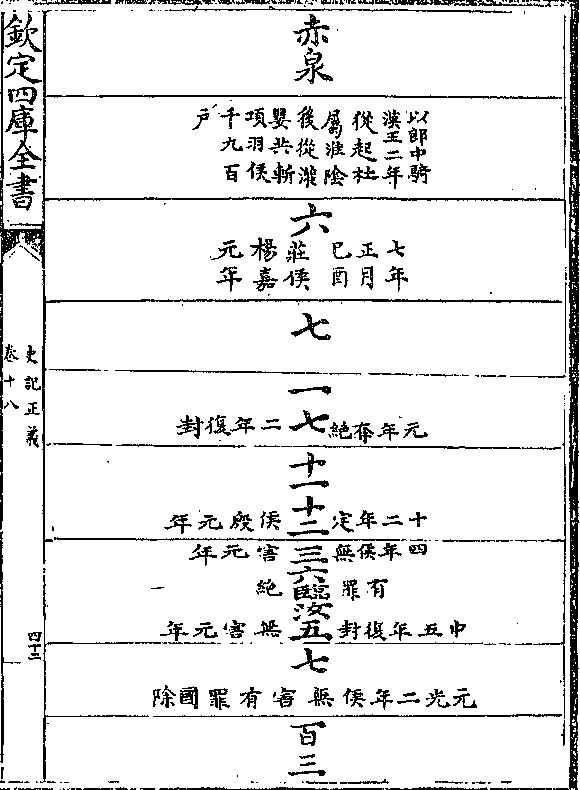 赤泉
以郎中騎
漢王二年
從起杜
屬淮陰
後從灌
嬰共斬
項羽侯
千九百
戶
六
七年
正月
巳酉
莊侯
楊嘉
元年
七
一
七
元年奪絶
二年復封
十一
十二
十二年定
侯殷元年
三
四年侯無
害元年
六
有罪
絶
臨汝
五
中五年復封
無害元年
七
元光二年侯無害有罪國除
百三
欽定四庫全書
史記正義
卷十八
四十二